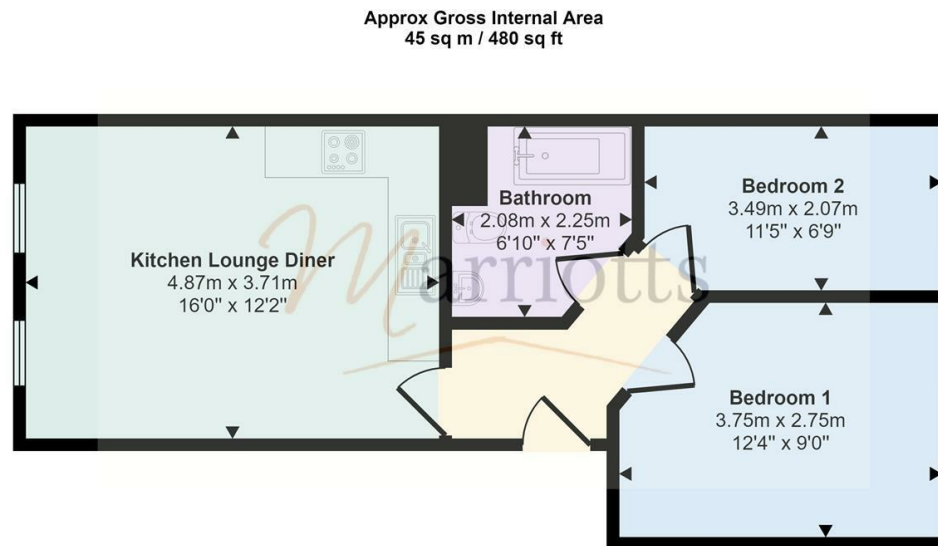 Approx Gross Internal Area
45 sq m / 480 sq ft
Kitchen Lounge Diner
4.87m x 3.71m
16'0" x 12'2"
Bathroom
2.08m x 2.25m
6'10" x 7'5"
Bedroom 2
3.49m x 2.07m
11'5" x 6'9"
Marriotts
Bedroom 1
3.75m x 2.75m
12'4" x 9'0"